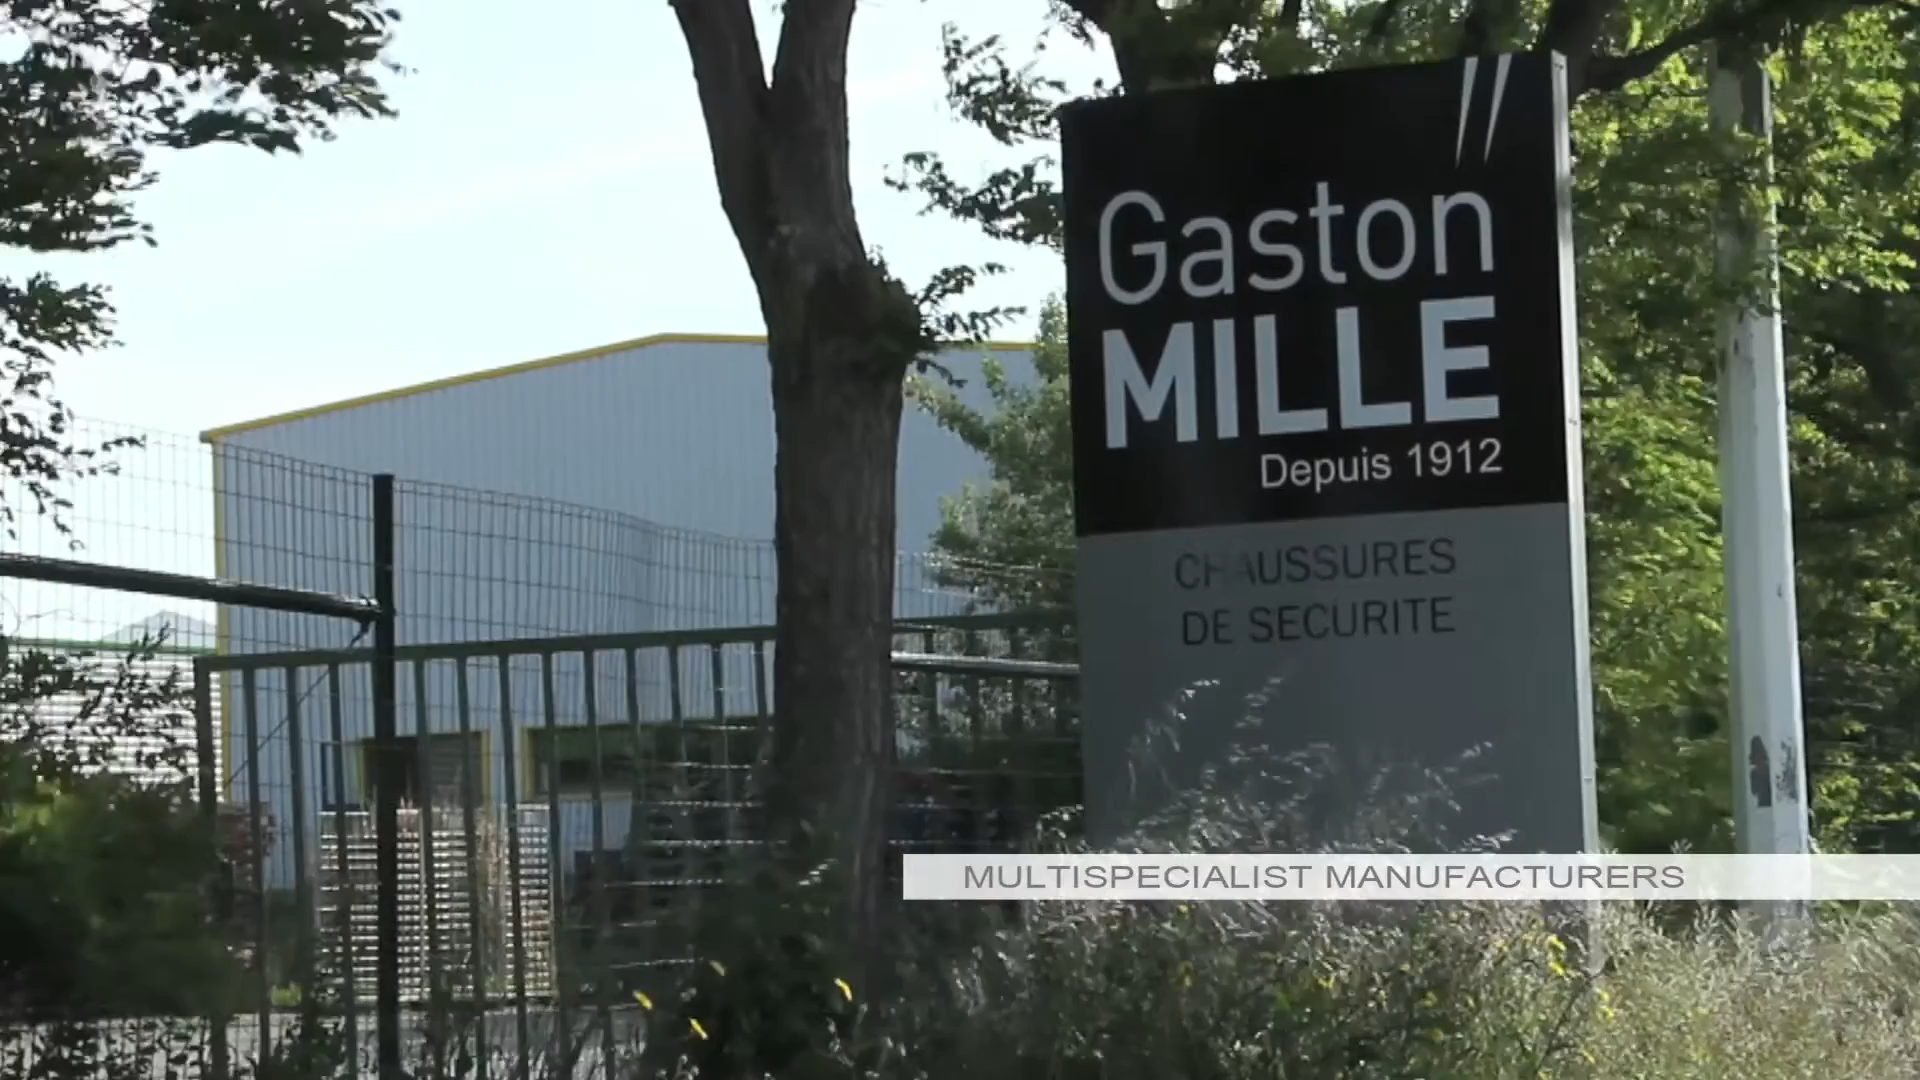 Gaston
MILLE
Depuis 1912
CHAUSSURES
DE SECURITE
MULTISPECIALIST MANUFACTURERS